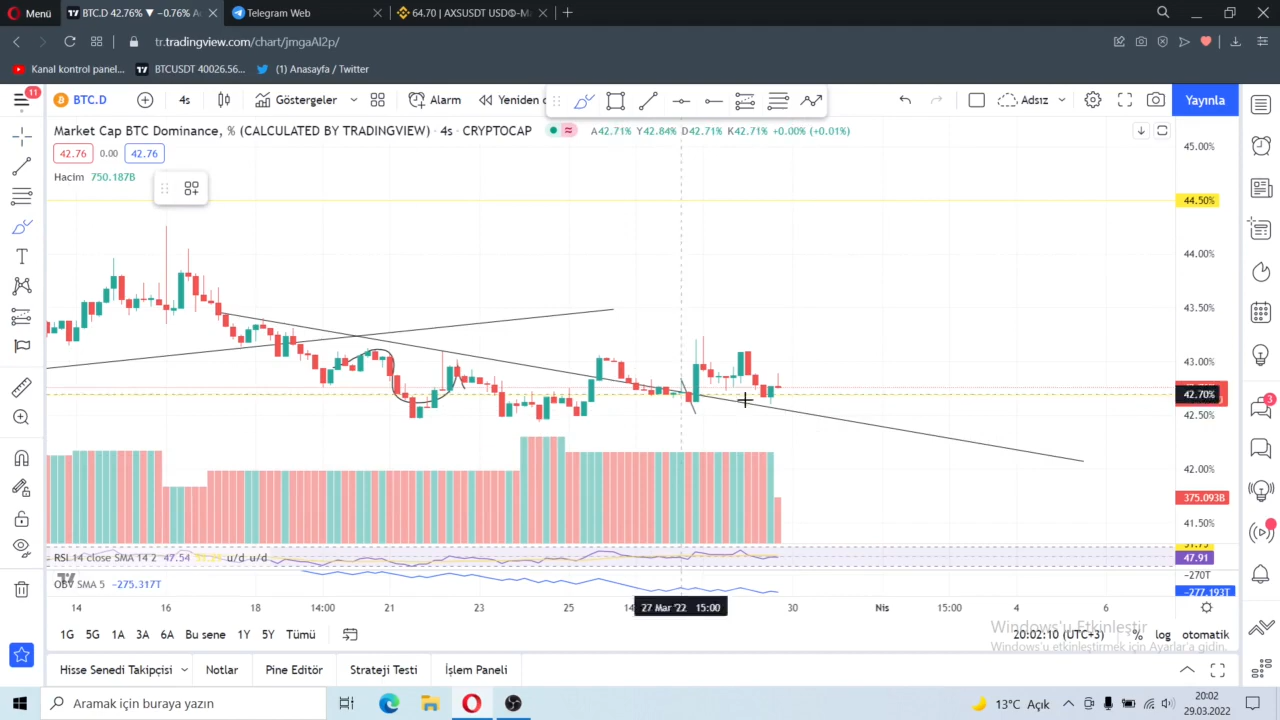 Menü
BTC.D 42.76% ▼ −0.76%
Telegram Web
64.70 | AXSUSDT USD
tr.tradingview.com/chart/jmgaAI2p/
Kanal kontrol panel...
BTCUSDT 40026.56...
(1) Anasayfa / Twitter
11
BTC.D
4s
Göstergeler
Alarm
Yeniden
Adsız
Yayınla
Market Cap BTC Dominance, % (CALCULATED BY TRADINGVIEW) · 4s · CRYPTOCAP
A42.71% Y42.84% D42.71% K42.71% +0.00% (+0.01%)
42.76 0.00 42.76
Hacim 750.187B
45.00%
44.50%
44.00%
43.50%
43.00%
42.70%
42.50%
42.00%
375.093B
41.50%
3
RSI 14 close SMA 14 2 47.54 u/d u/d
47.91
OBV SMA 5 −275.317T
−270T
−277.193T
14
16
18
14:00
21
23
25
27 Mar '22 15:00
30
Nis
15:00
4
6
1G 5G 1A 3A 6A Bu sene 1Y 5Y Tümü
Windows'u Etkinleştir
20:02:10 (UTC+3) % log otomatik
Windows'u etkinleştirmek için Ayarlar'a gidin.
Hisse Senedi Takipçisi
Notlar
Pine Editör
Strateji Testi
İşlem Paneli
Aramak için buraya yazın
13°C Açık
20:02
29.03.2022